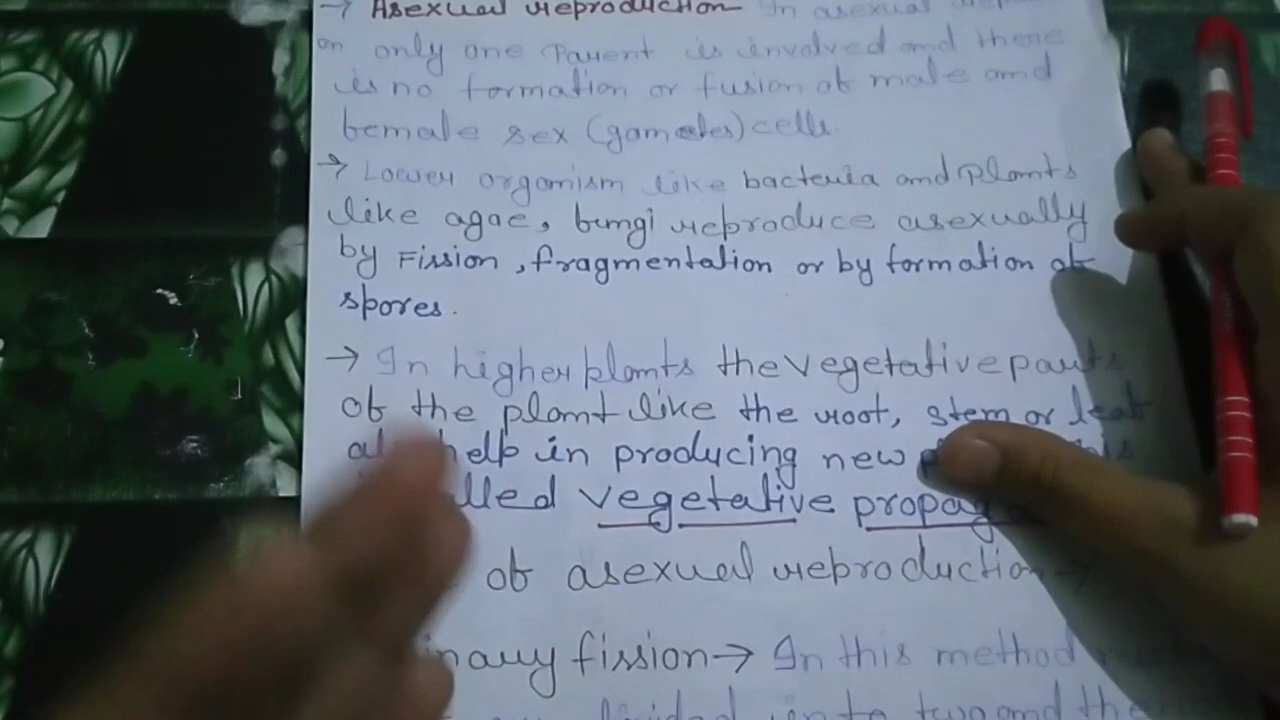 → Asexual reproduction In asexual
on only one Parent is involved and there
is no formation or fusion of male and
female sex (gametes) cells.
→ Lower organism like bacteria and plants
like agae, fungi reproduce asexually
by Fission, fragmentation or by formation of
spores.
→ In higher plants the vegetative parts
of the plant like the root, stem or leaf
help in producing new
vegetative
of asexual reproduction →
fission → In this method
into two and